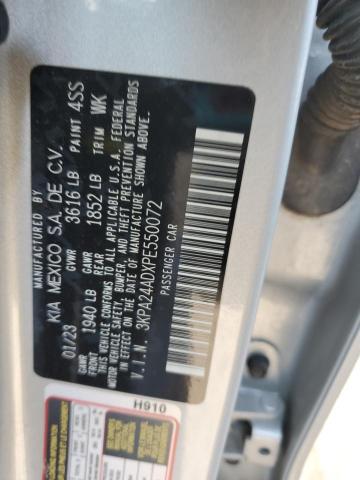 MANUFACTURED BY
KIA MEXICO S.A. DE C.V.
01/23 GVWR 3616 LB PAINT 4SS
GAWR 1940 LB GAWR 1852 LB TRIM WK
THIS VEHICLE CONFORMS TO ALL APPLICABLE U.S.A. FEDERAL
MOTOR VEHICLE SAFETY, BUMPER, AND THEFT PREVENTION STANDARDS
IN EFFECT ON THE DATE OF MANUFACTURE SHOWN ABOVE.
V.I.N. 3KPA24ADXPE550072
PASSENGER CAR
H910